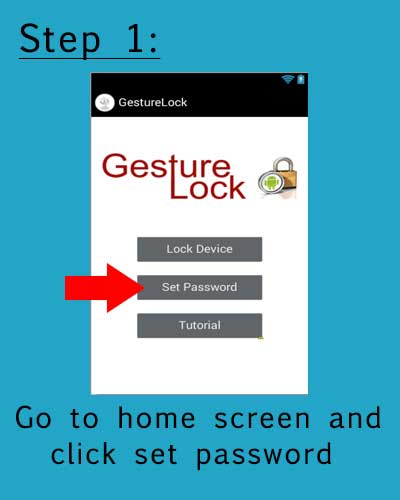 Step 1:
GestureLock
Gesture
Lock
Lock Device
Set Password
Tutorial
Go to home screen and
click set password